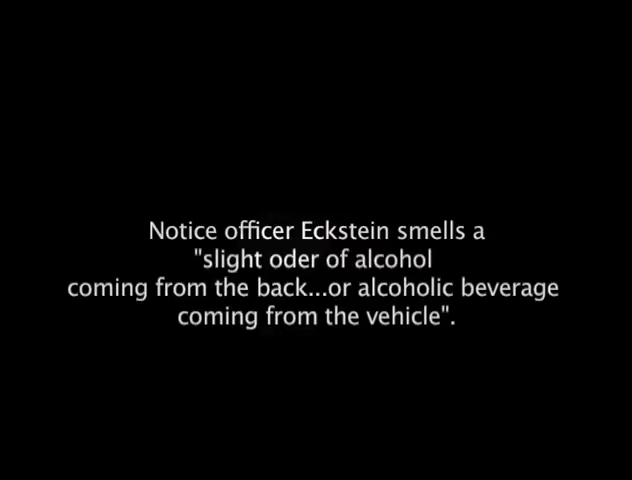 Notice officer Eckstein smells a
"slight oder of alcohol
coming from the back...or alcoholic beverage
coming from the vehicle".